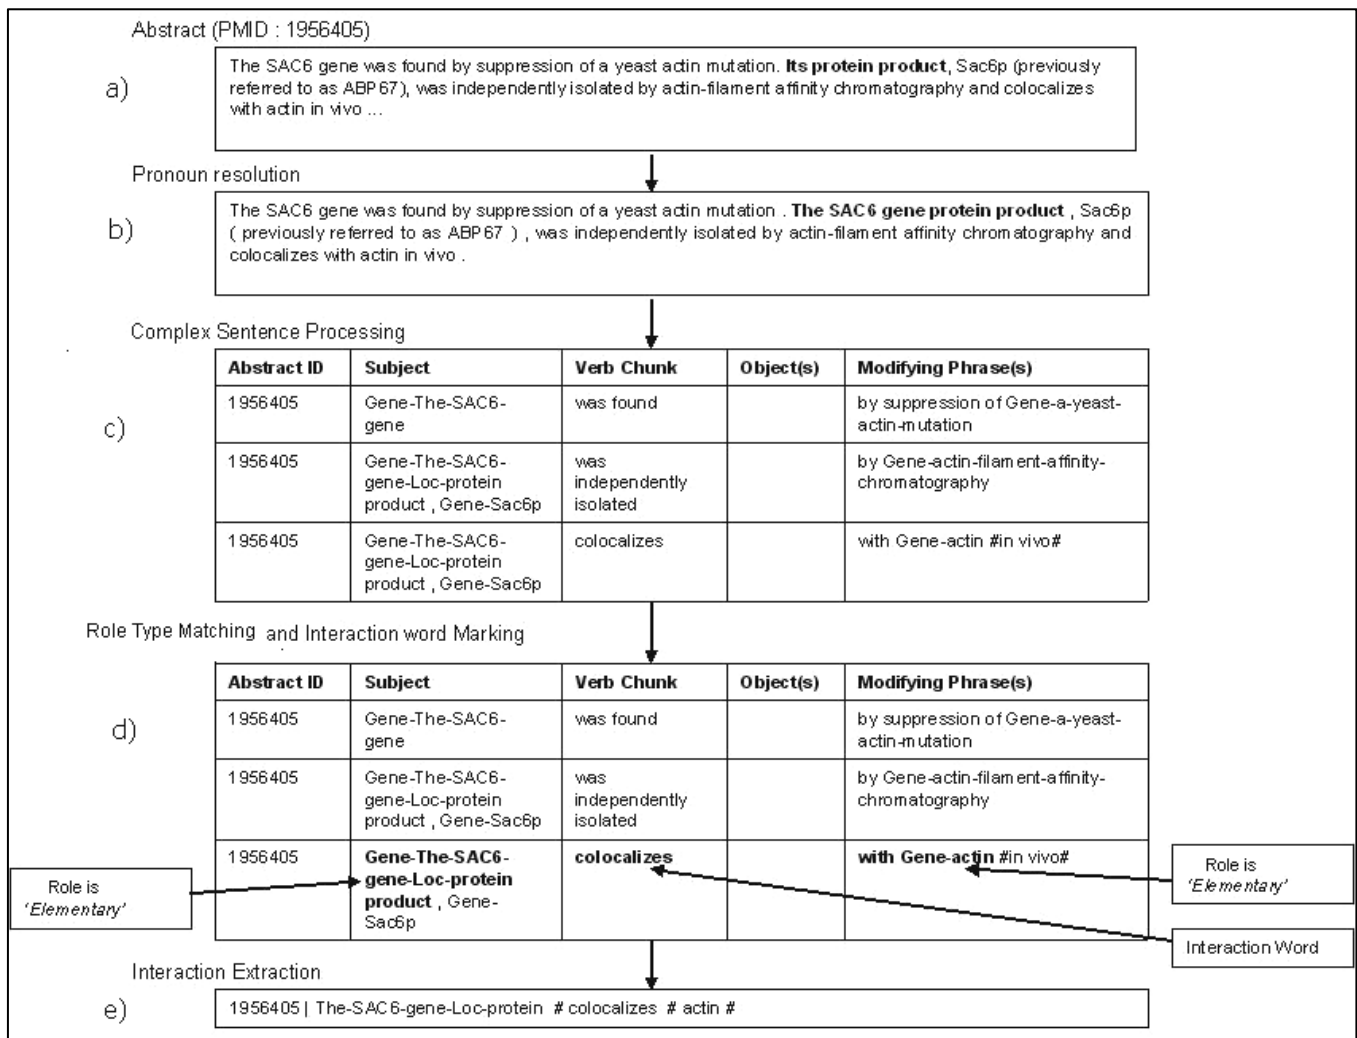 Abstract (PMID : 1956405)
a)
The SAC6 gene was found by suppression of a yeast actin mutation. Its protein product, Sac6p (previously
referred to as ABP67), was independently isolated by actin-filament affinity chromatography and colocalizes
with actin in vivo ...
Pronoun resolution
b)
The SAC6 gene was found by suppression of a yeast actin mutation . The SAC6 gene protein product , Sac6p
( previously referred to as ABP67 ) , was independently isolated by actin-filament affinity chromatography and
colocalizes with actin in vivo .
Complex Sentence Processing
c)
Abstract ID Subject Verb Chunk Object(s) Modifying Phrase(s)
1956405 Gene-The-SAC6- was found by suppression of Gene-a-yeast-
gene actin-mutation
1956405 Gene-The-SAC6- was by Gene-actin-filament-affinity-
gene-Loc-protein independently chromatography
product , Gene-Sac6p isolated
1956405 Gene-The-SAC6- colocalizes with Gene-actin #in vivo#
gene-Loc-protein
product , Gene-Sac6p
Role Type Matching and Interaction word Marking
d)
Abstract ID Subject Verb Chunk Object(s) Modifying Phrase(s)
1956405 Gene-The-SAC6- was found by suppression of Gene-a-yeast-
gene actin-mutation
1956405 Gene-The-SAC6- was by Gene-actin-filament-affinity-
gene-Loc-protein independently chromatography
product , Gene-Sac6p isolated
1956405 Gene-The-SAC6- colocalizes with Gene-actin #in vivo#
gene-Loc-protein
product , Gene-
Sac6p
Role is
'Elementary'
Role is
'Elementary'
Interaction Word
Interaction Extraction
e)
1956405 | The-SAC6-gene-Loc-protein # colocalizes # actin #